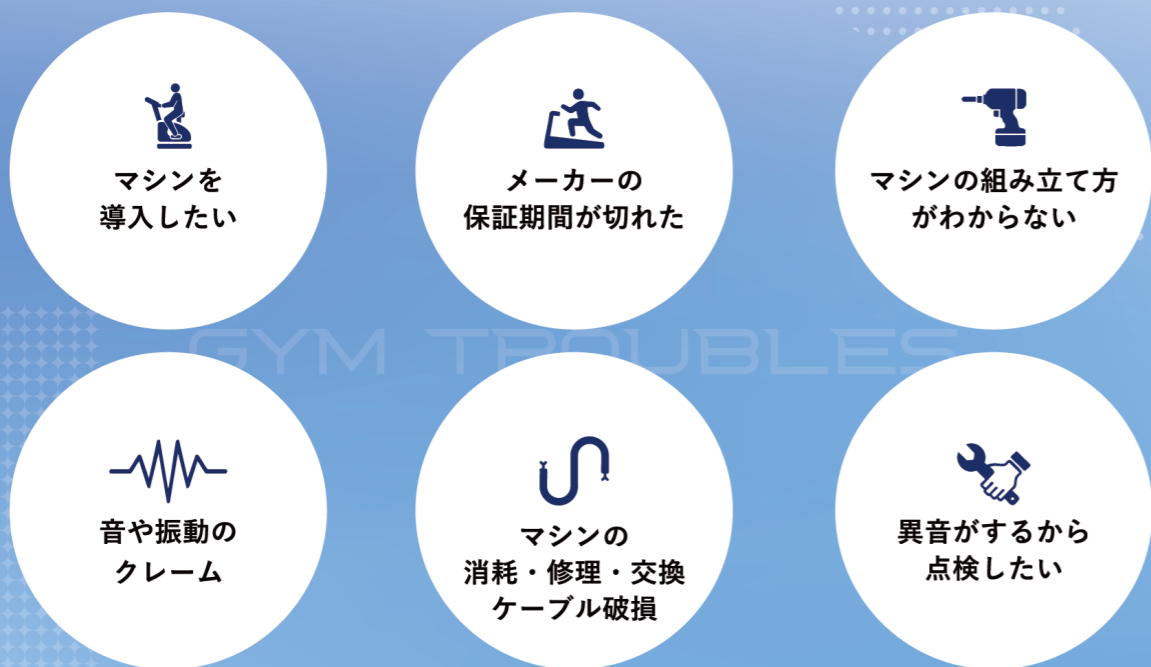 マシンを
導入したい
メーカーの
保証期間が切れた
マシンの組み立て方
がわからない
GYM TROUBLES
音や振動の
クレーム
マシンの
消耗・修理・交換
ケーブル破損
異音がするから
点検したい